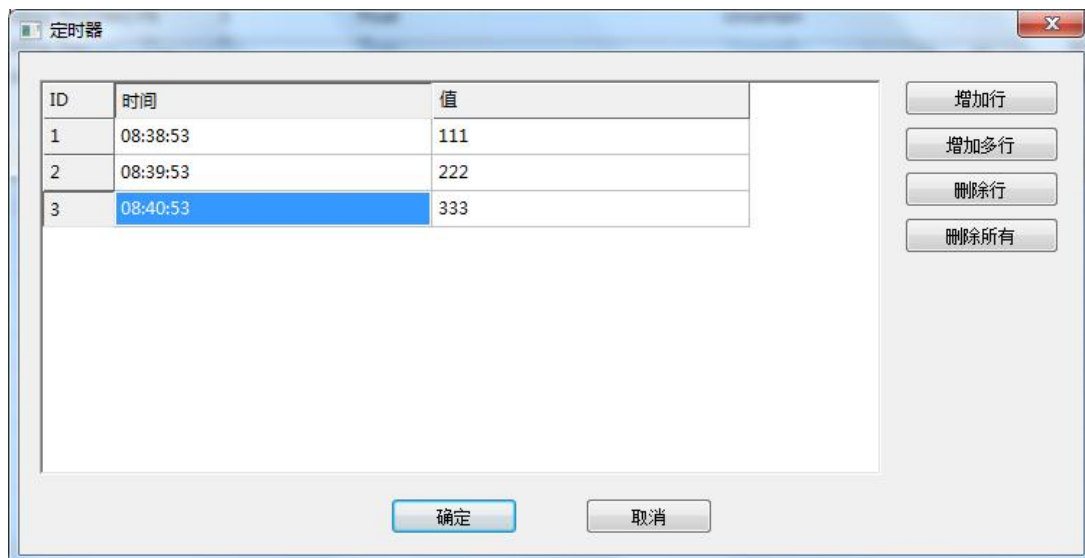 定时器
ID 时间 值
1 08:38:53 111
2 08:39:53 222
3 08:40:53 333
增加行
增加多行
删除行
删除所有
确定 取消